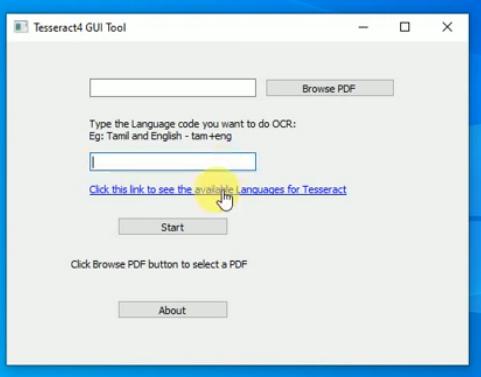 Tesseract4 GUI Tool
Browse PDF
Type the Language code you want to do OCR:
Eg: Tamil and English - tam+eng
Click this link to see the available Languages for Tesseract
Start
Click Browse PDF button to select a PDF
About